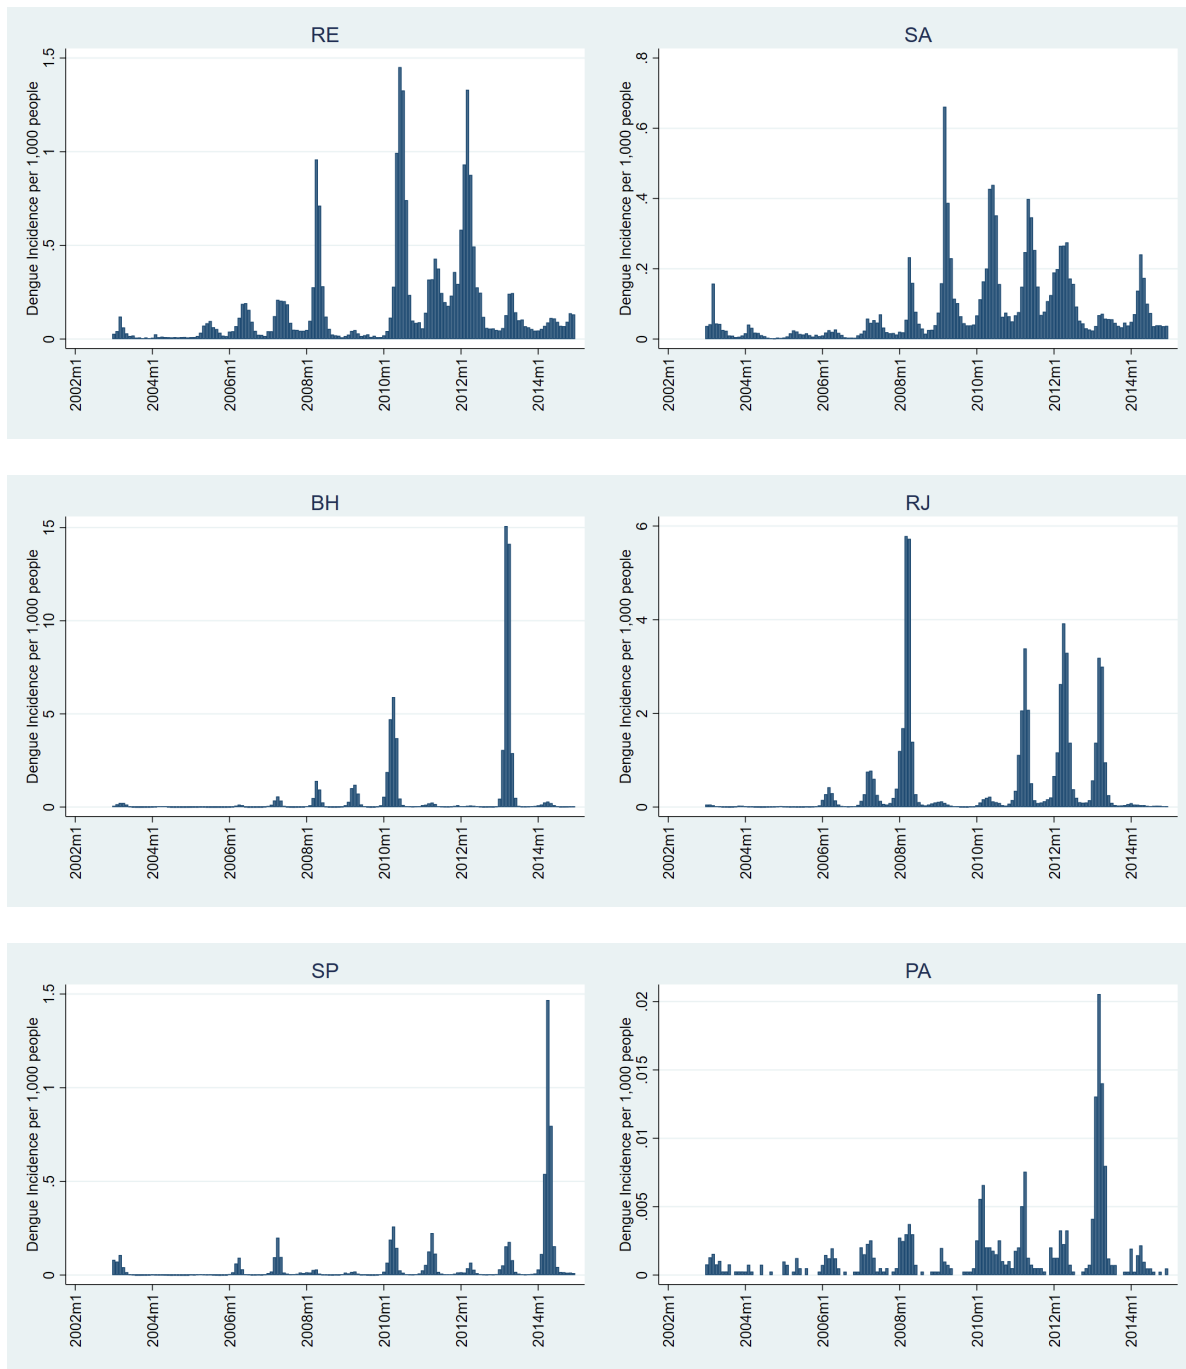 RE
Dengue Incidence per 1,000 people
0
.5
1
1.5
2002m1
2004m1
2006m1
2008m1
2010m1
2012m1
2014m1
SA
Dengue Incidence per 1,000 people
0
.2
.4
.6
.8
2002m1
2004m1
2006m1
2008m1
2010m1
2012m1
2014m1
BH
Dengue Incidence per 1,000 people
0
5
10
15
2002m1
2004m1
2006m1
2008m1
2010m1
2012m1
2014m1
RJ
Dengue Incidence per 1,000 people
0
2
4
6
2002m1
2004m1
2006m1
2008m1
2010m1
2012m1
2014m1
SP
Dengue Incidence per 1,000 people
0
.5
1
1.5
2002m1
2004m1
2006m1
2008m1
2010m1
2012m1
2014m1
PA
Dengue Incidence per 1,000 people
0
.005
.01
.015
.02
2002m1
2004m1
2006m1
2008m1
2010m1
2012m1
2014m1